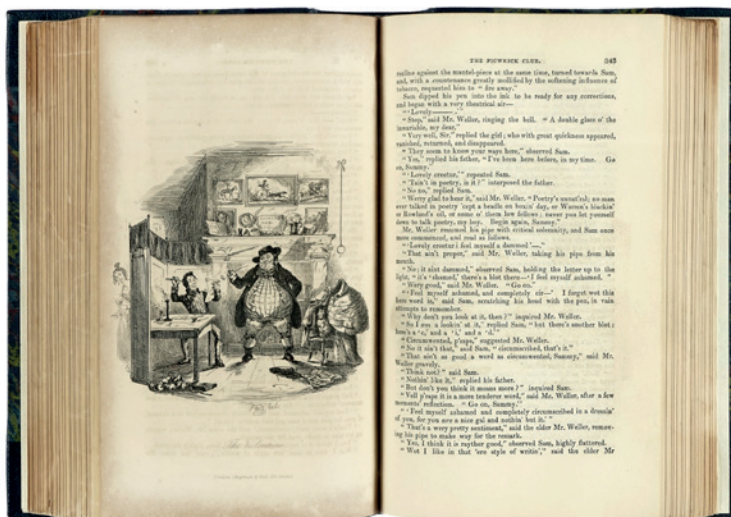 The Valentine
THE PICKWICK CLUB. 343
recline against the mantel-piece at the same time, turned towards Sam,
and, with a countenance greatly mollified by the softening influence of
tobacco, requested him to "fire away."
Sam dipped his pen into the ink to be ready for any corrections,
and began with a very theatrical air—
"'Lovely———.'"
"Stop," said Mr. Weller, ringing the bell. "A double glass o' the
inwariable, my dear."
"Very well, Sir," replied the girl; who with great quickness appeared,
vanished, returned, and disappeared.
"They seem to know your ways here," observed Sam.
"Yes," replied his father, "I've been here before, in my time. Go
on, Sammy."
"'Lovely creetur,'" repeated Sam.
"'Tain't in poetry, is it?" interposed the father.
"No no," replied Sam.
"Werry glad to hear it," said Mr. Weller. "Poetry's unnat'ral; no man
ever talked in poetry 'cept a beadle on boxin' day, or Warren's blackin'
or Rowland's oil, or some o' them low fellows; never you let yourself
down to talk poetry, my boy. Begin again, Sammy."
Mr. Weller resumed his pipe with critical solemnity, and Sam once
more commenced, and read as follows.
"'Lovely creetur i feel myself a dammed'—."
"That ain't proper," said Mr. Weller, taking his pipe from his
mouth.
"No; it aint dammed," observed Sam, holding the letter up to the
light, "it's 'shamed,' there's a blot there—'I feel myself ashamed.'"
"Werry good," said Mr. Weller. "Go on."
"'Feel myself ashamed, and completely cir—' I forget wot this
here word is," said Sam, scratching his head with the pen, in vain
attempts to remember.
"Why don't you look at it, then?" inquired Mr. Weller.
"So I am a lookin' at it," replied Sam, "but there's another blot:
here's a 'c,' and a 'i,' and a 'd.'"
"Circumwented, p'raps," suggested Mr. Weller.
"No it ain't that," said Sam, "circumscribed, that's it."
"That ain't as good a word as circumwented, Sammy," said Mr.
Weller gravely.
"Think not?" said Sam.
"Nothin' like it," replied his father.
"But don't you think it means more?" inquired Sam.
"Vell p'raps it is a more tenderer word," said Mr. Weller, after a few
moments' reflection. "Go on, Sammy."
"'Feel myself ashamed and completely circumscribed in a dressin'
of you, for you are a nice gal and nothin' but it.'"
"That's a werry pretty sentiment," said the elder Mr. Weller, remov-
ing his pipe to make way for the remark.
"Yes, I think it is rayther good," observed Sam, highly flattered.
"Wot I like in that 'ere style of writin'," said the elder Mr